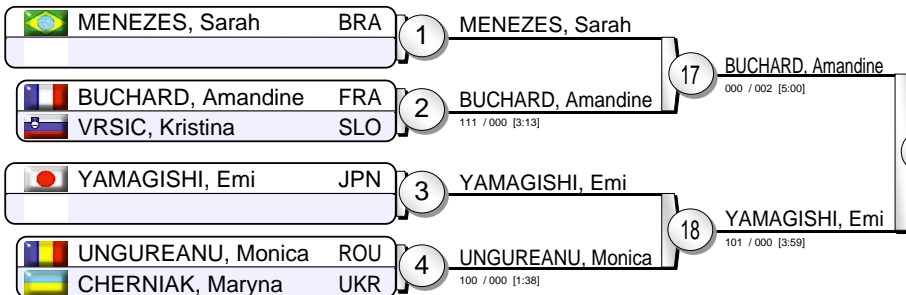 MENEZES, Sarah BRA
1
MENEZES, Sarah
BUCHARD, Amandine FRA
VRSIC, Kristina SLO
2
BUCHARD, Amandine
111 / 000 [3:13]
17
BUCHARD, Amandine
000 / 002 [5:00]
YAMAGISHI, Emi JPN
3
YAMAGISHI, Emi
UNGUREANU, Monica ROU
CHERNIAK, Maryna UKR
4
UNGUREANU, Monica
100 / 000 [1:38]
18
YAMAGISHI, Emi
101 / 000 [3:59]